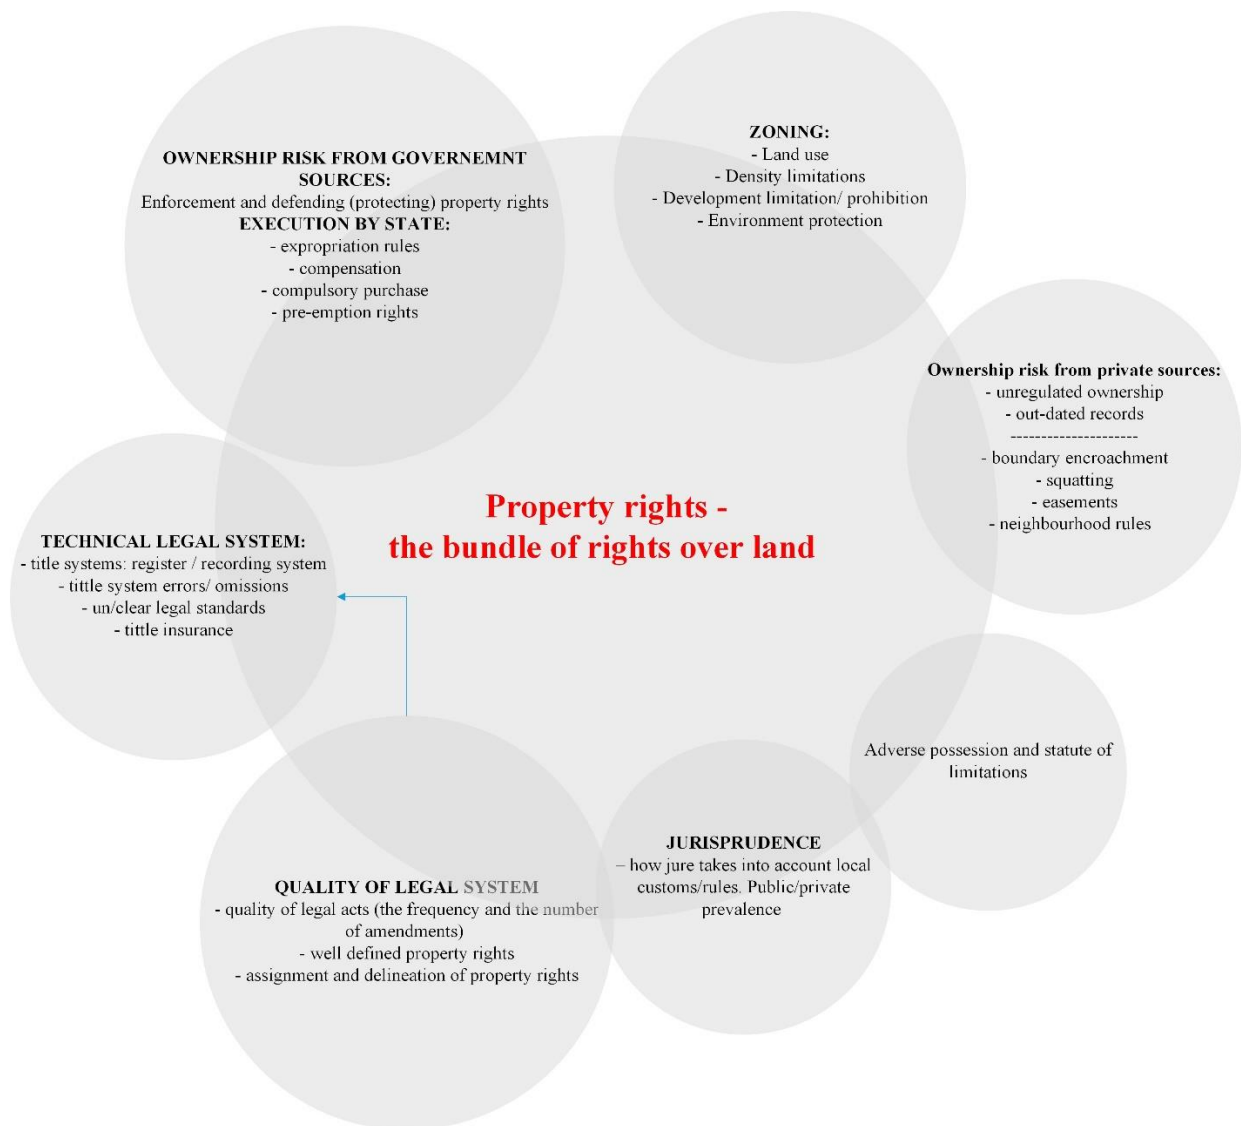 OWNERSHIP RISK FROM GOVERNEMNT
SOURCES:
Enforcement and defending (protecting) property rights
EXECUTION BY STATE:
- expropriation rules
- compensation
- compulsory purchase
- pre-emption rights
ZONING:
- Land use
- Density limitations
- Development limitation/ prohibition
- Environment protection
Ownership risk from private sources:
- unregulated ownership
- out-dated records
---------------------
- boundary encroachment
- squatting
- easements
- neighbourhood rules
Property rights -
the bundle of rights over land
TECHNICAL LEGAL SYSTEM:
- title systems: register / recording system
- tittle system errors/ omissions
- un/clear legal standards
- tittle insurance
Adverse possession and statute of
limitations
JURISPRUDENCE
– how jure takes into account local
customs/rules. Public/private
prevalence
QUALITY OF LEGAL SYSTEM
- quality of legal acts (the frequency and the number
of amendments)
- well defined property rights
- assignment and delineation of property rights